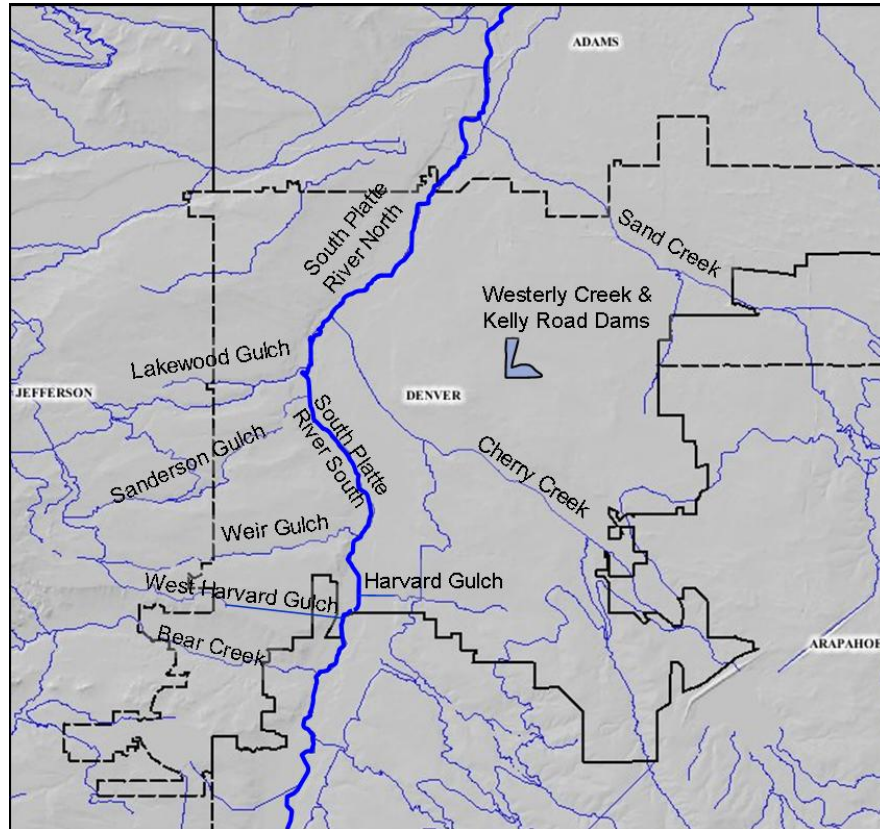 ADAMS
South Platte
River North
Sand Creek
Westerly Creek &
Kelly Road Dams
Lakewood Gulch
JEFFERSON
DENVER
South Platte
River South
Sanderson Gulch
Cherry Creek
Weir Gulch
West Harvard Gulch
Harvard Gulch
Bear Creek
ARAPAHOE